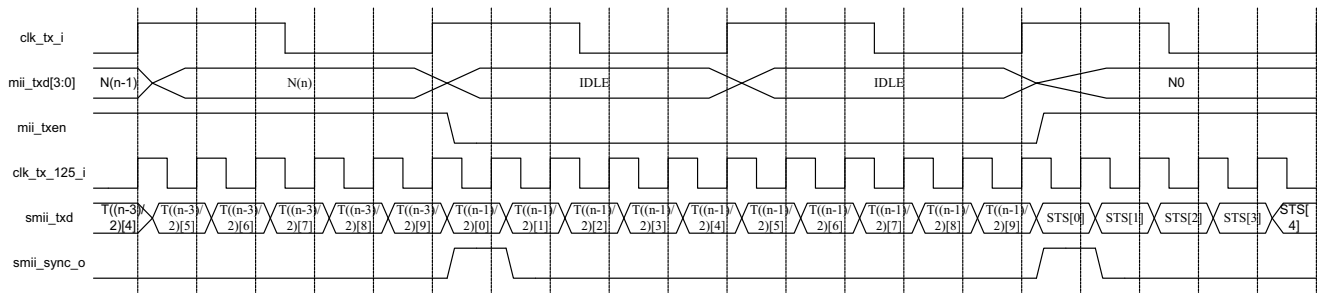 clk_tx_i
mii_txd[3:0] N(n-1) N(n) IDLE IDLE N0
mii_txen
clk_tx_125_i
smii_txd T((n-3)/ T((n-3)/ T((n-3)/ T((n-3)/ T((n-3)/ T((n-3)/ T((n-1)/ T((n-1)/ T((n-1)/ T((n-1)/ T((n-1)/ T((n-1)/ T((n-1)/ T((n-1)/ T((n-1)/ T((n-1)/ STS[0] STS[1] STS[2] STS[3] STS[
2)[4] 2)[5] 2)[6] 2)[7] 2)[8] 2)[9] 2)[0] 2)[1] 2)[2] 2)[3] 2)[4] 2)[5] 2)[6] 2)[7] 2)[8] 2)[9] 4]
smii_sync_o